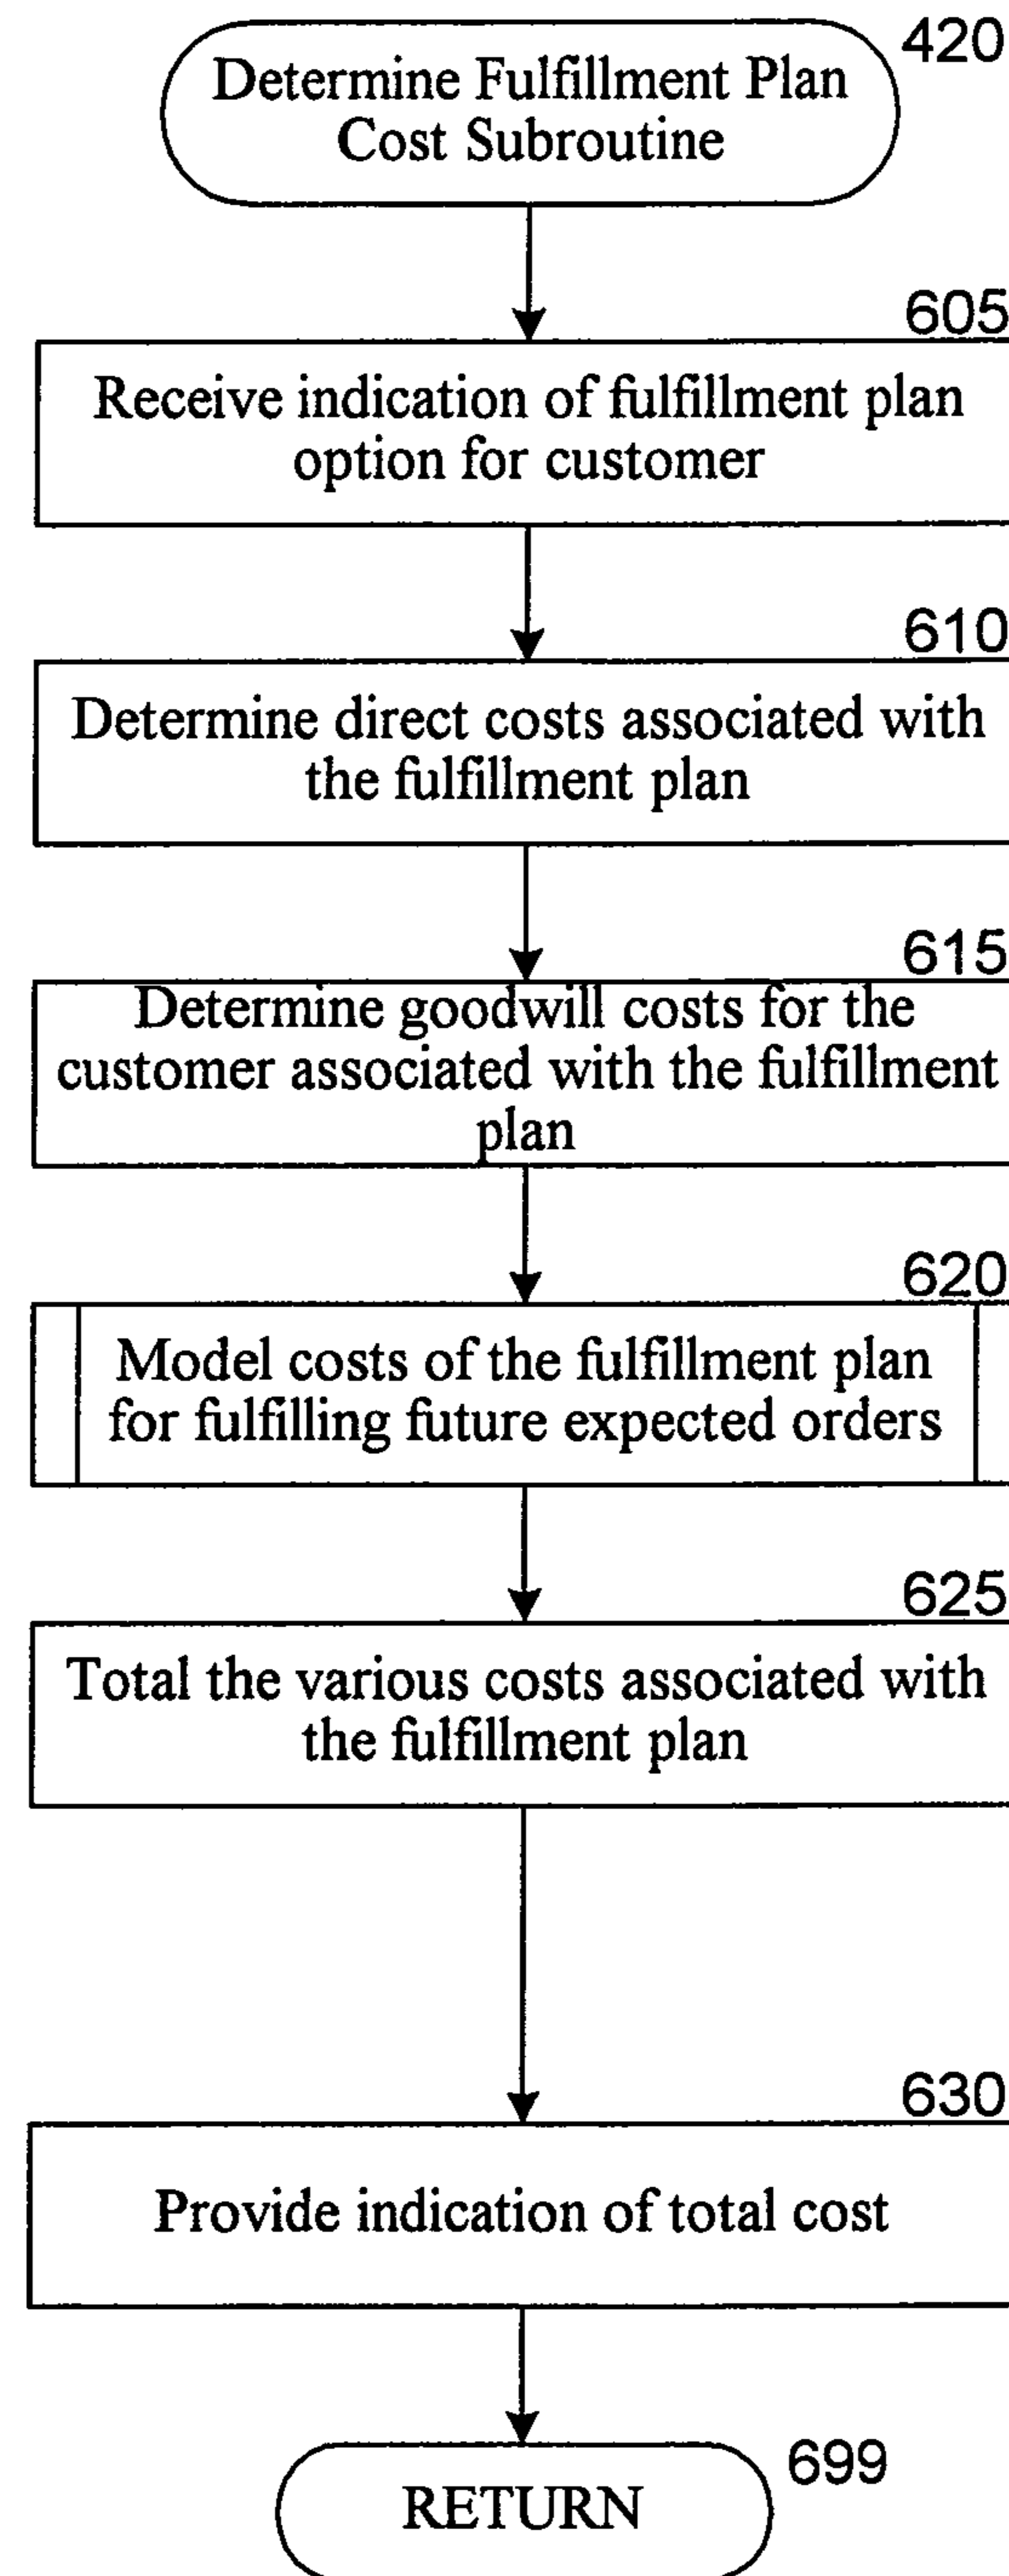 420
Determine Fulfillment Plan
Cost Subroutine
605
Receive indication of fulfillment plan
option for customer
610
Determine direct costs associated with
the fulfillment plan
615
Determine goodwill costs for the
customer associated with the fulfillment
plan
620
Model costs of the fulfillment plan
for fulfilling future expected orders
625
Total the various costs associated with
the fulfillment plan
630
Provide indication of total cost
699
RETURN